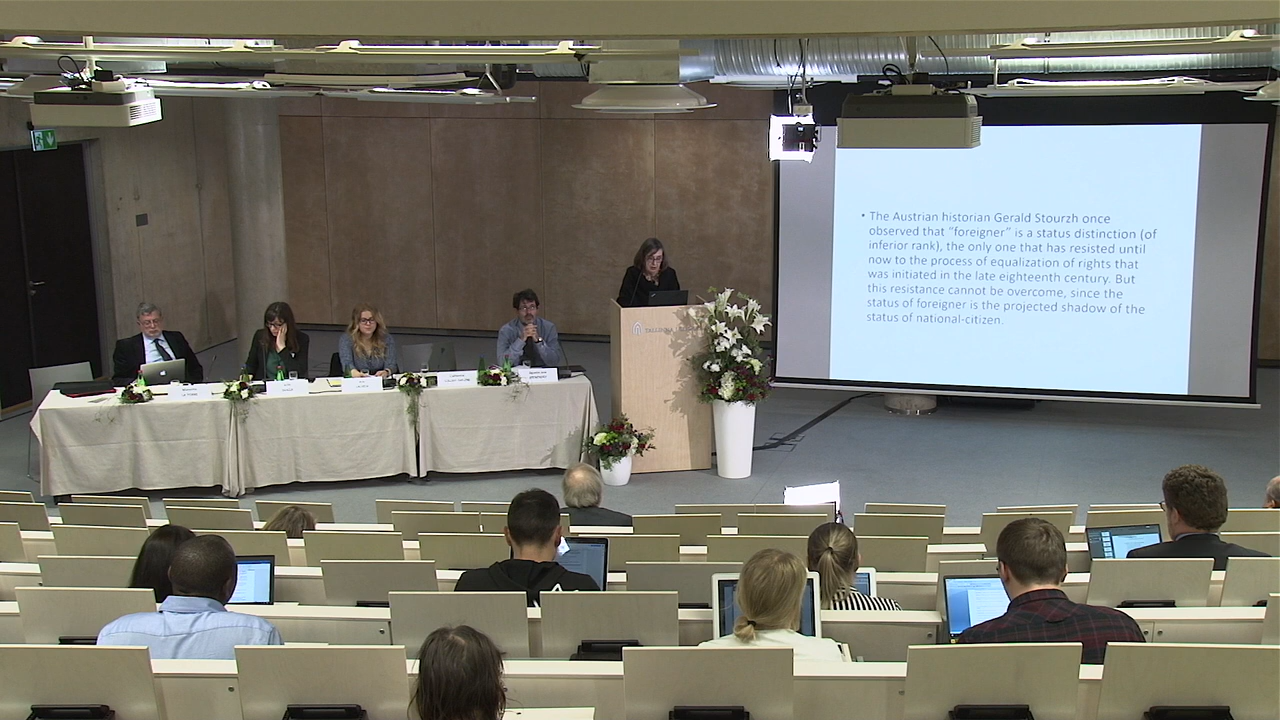 • The Austrian historian Gerald Stourzh once
observed that "foreigner" is a status distinction (of
inferior rank), the only one that has resisted until
now to the process of equalization of rights that
was initiated in the late eighteenth century. But
this resistance cannot be overcome, since the
status of foreigner is the projected shadow of the
status of national-citizen.